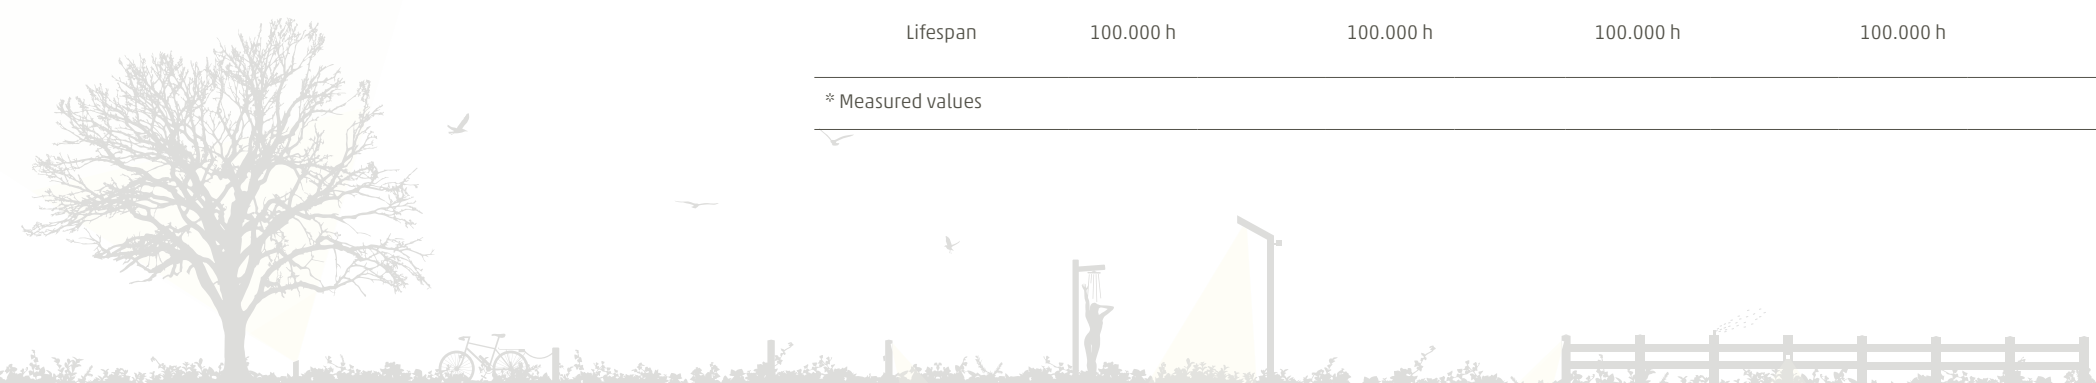 Lifespan 100.000 h 100.000 h 100.000 h 100.000 h
* Measured values